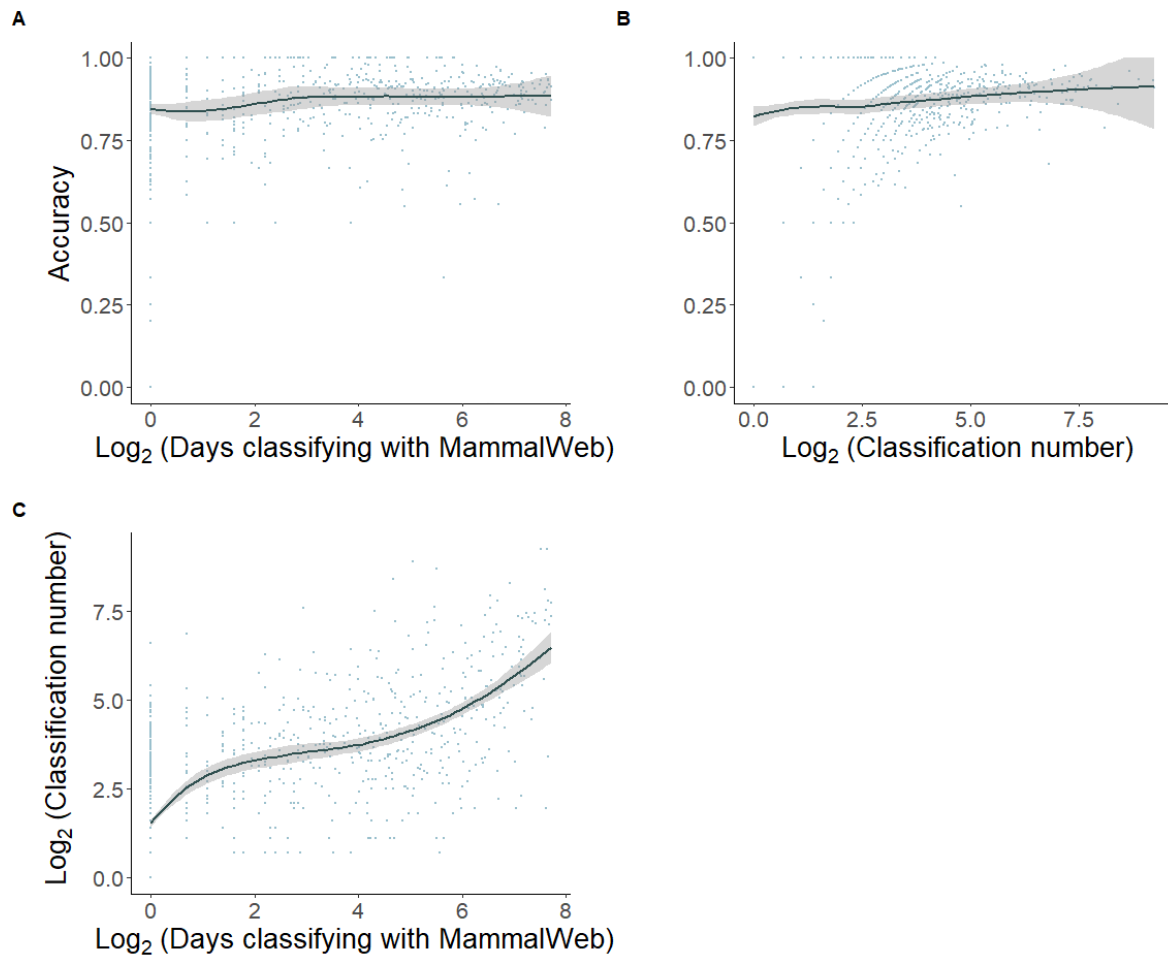 A
B
1.00
0.75
0.50
0.25
0.00
Accuracy
0 2 4 6 8
Log₂ (Days classifying with MammalWeb)
1.00
0.75
0.50
0.25
0.00
0.0 2.5 5.0 7.5
Log₂ (Classification number)
C
7.5
5.0
2.5
0.0
Log₂ (Classification number)
0 2 4 6 8
Log₂ (Days classifying with MammalWeb)